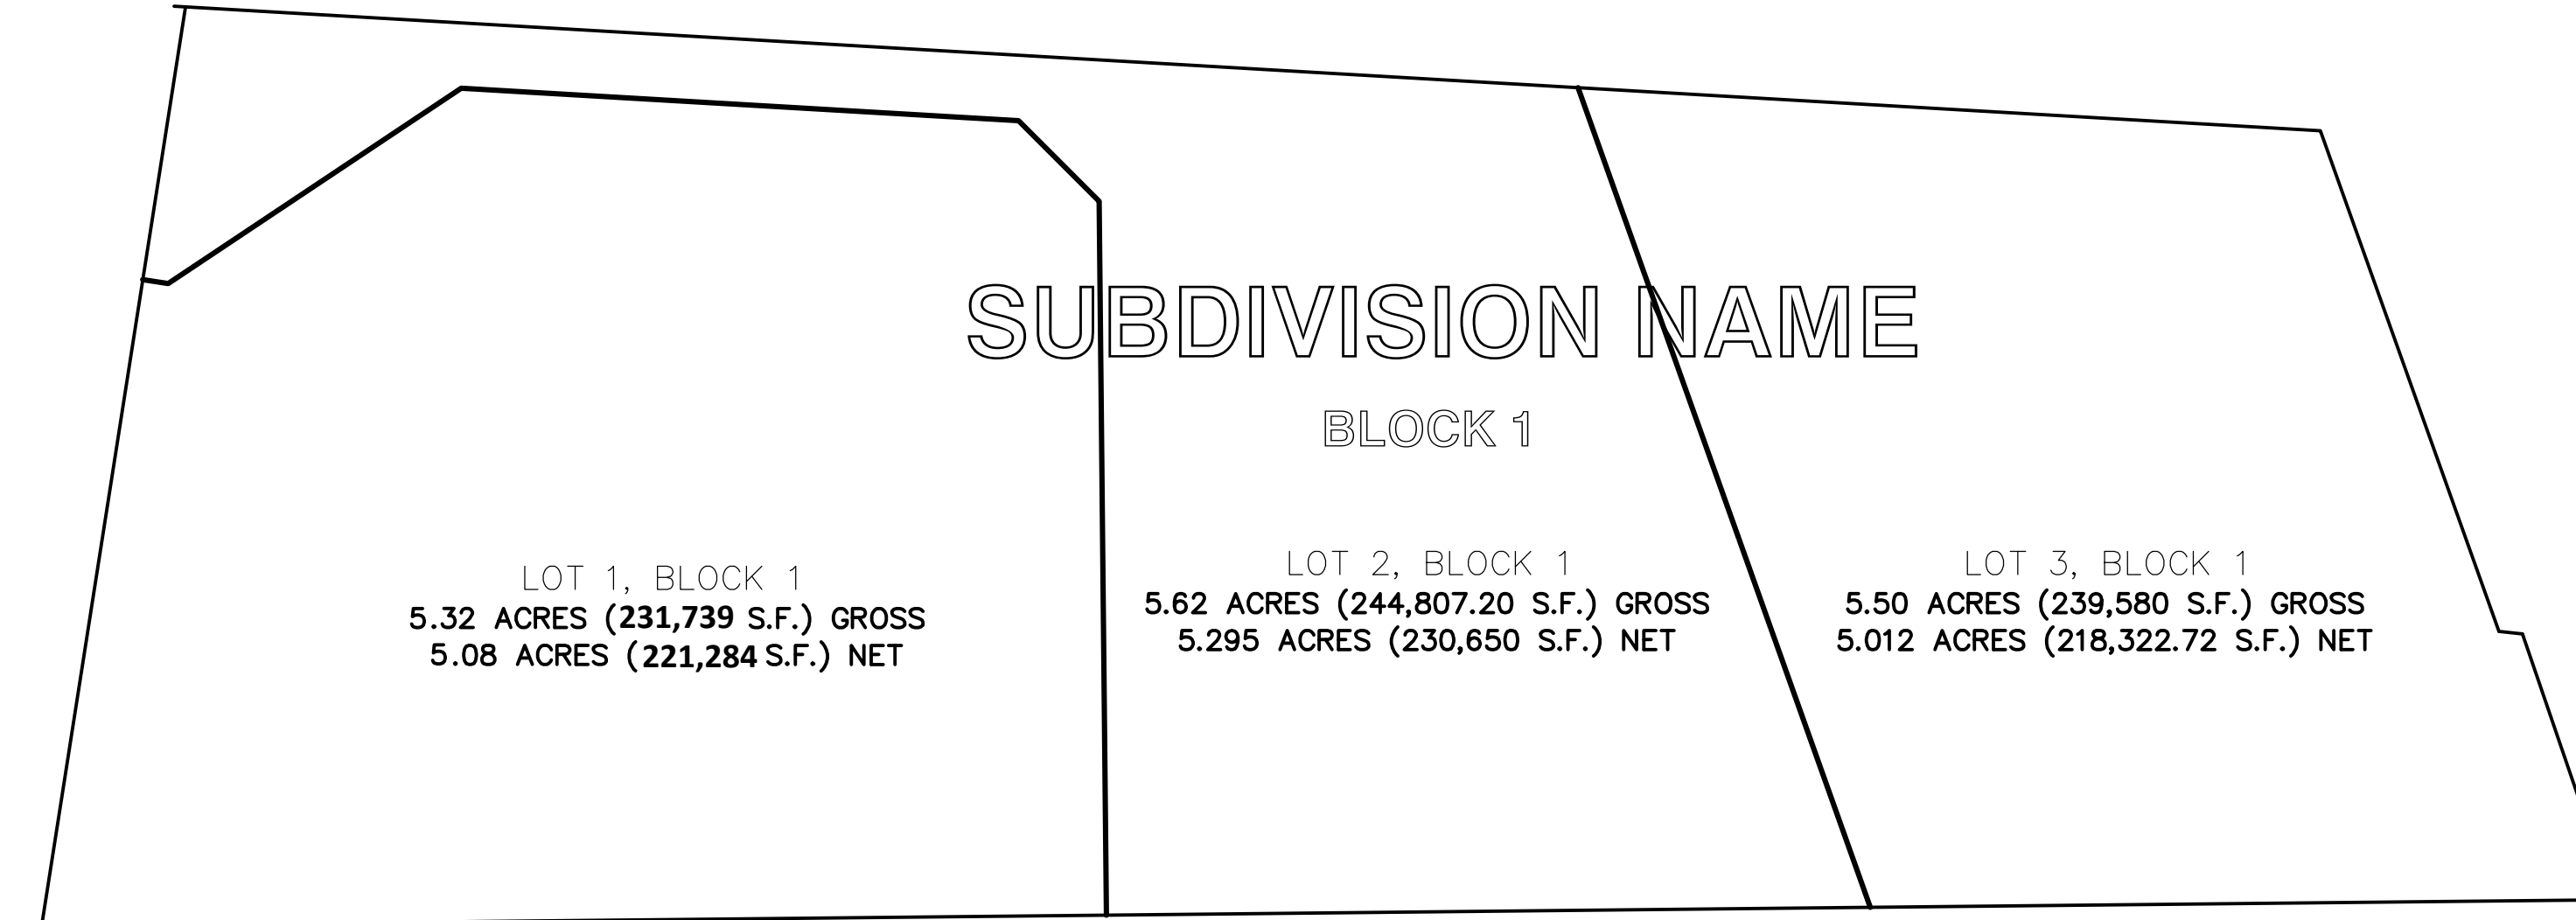 SUBDIVISION NAME
BLOCK 1
LOT 1, BLOCK 1
5.32 ACRES (231,739 S.F.) GROSS
5.08 ACRES (221,284 S.F.) NET
LOT 2, BLOCK 1
5.62 ACRES (244,807.20 S.F.) GROSS
5.295 ACRES (230,650 S.F.) NET
LOT 3, BLOCK 1
5.50 ACRES (239,580 S.F.) GROSS
5.012 ACRES (218,322.72 S.F.) NET